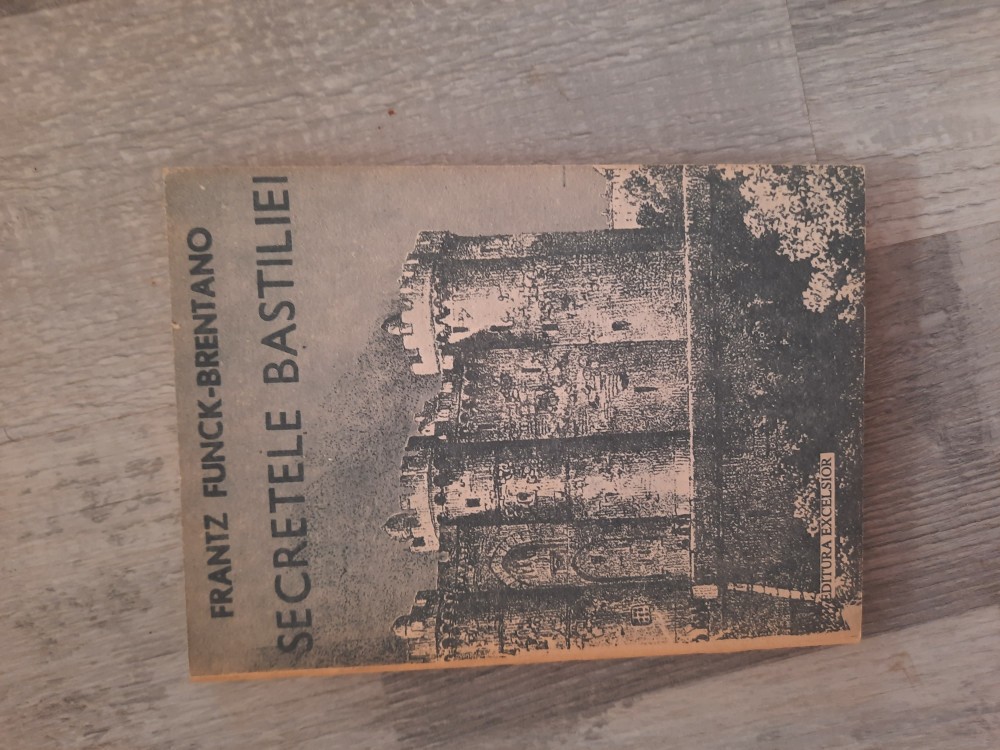 FRANTZ FUNCK-BRENTANO
SECRETELE BASTILIEI
EDITURA EXCELSIOR